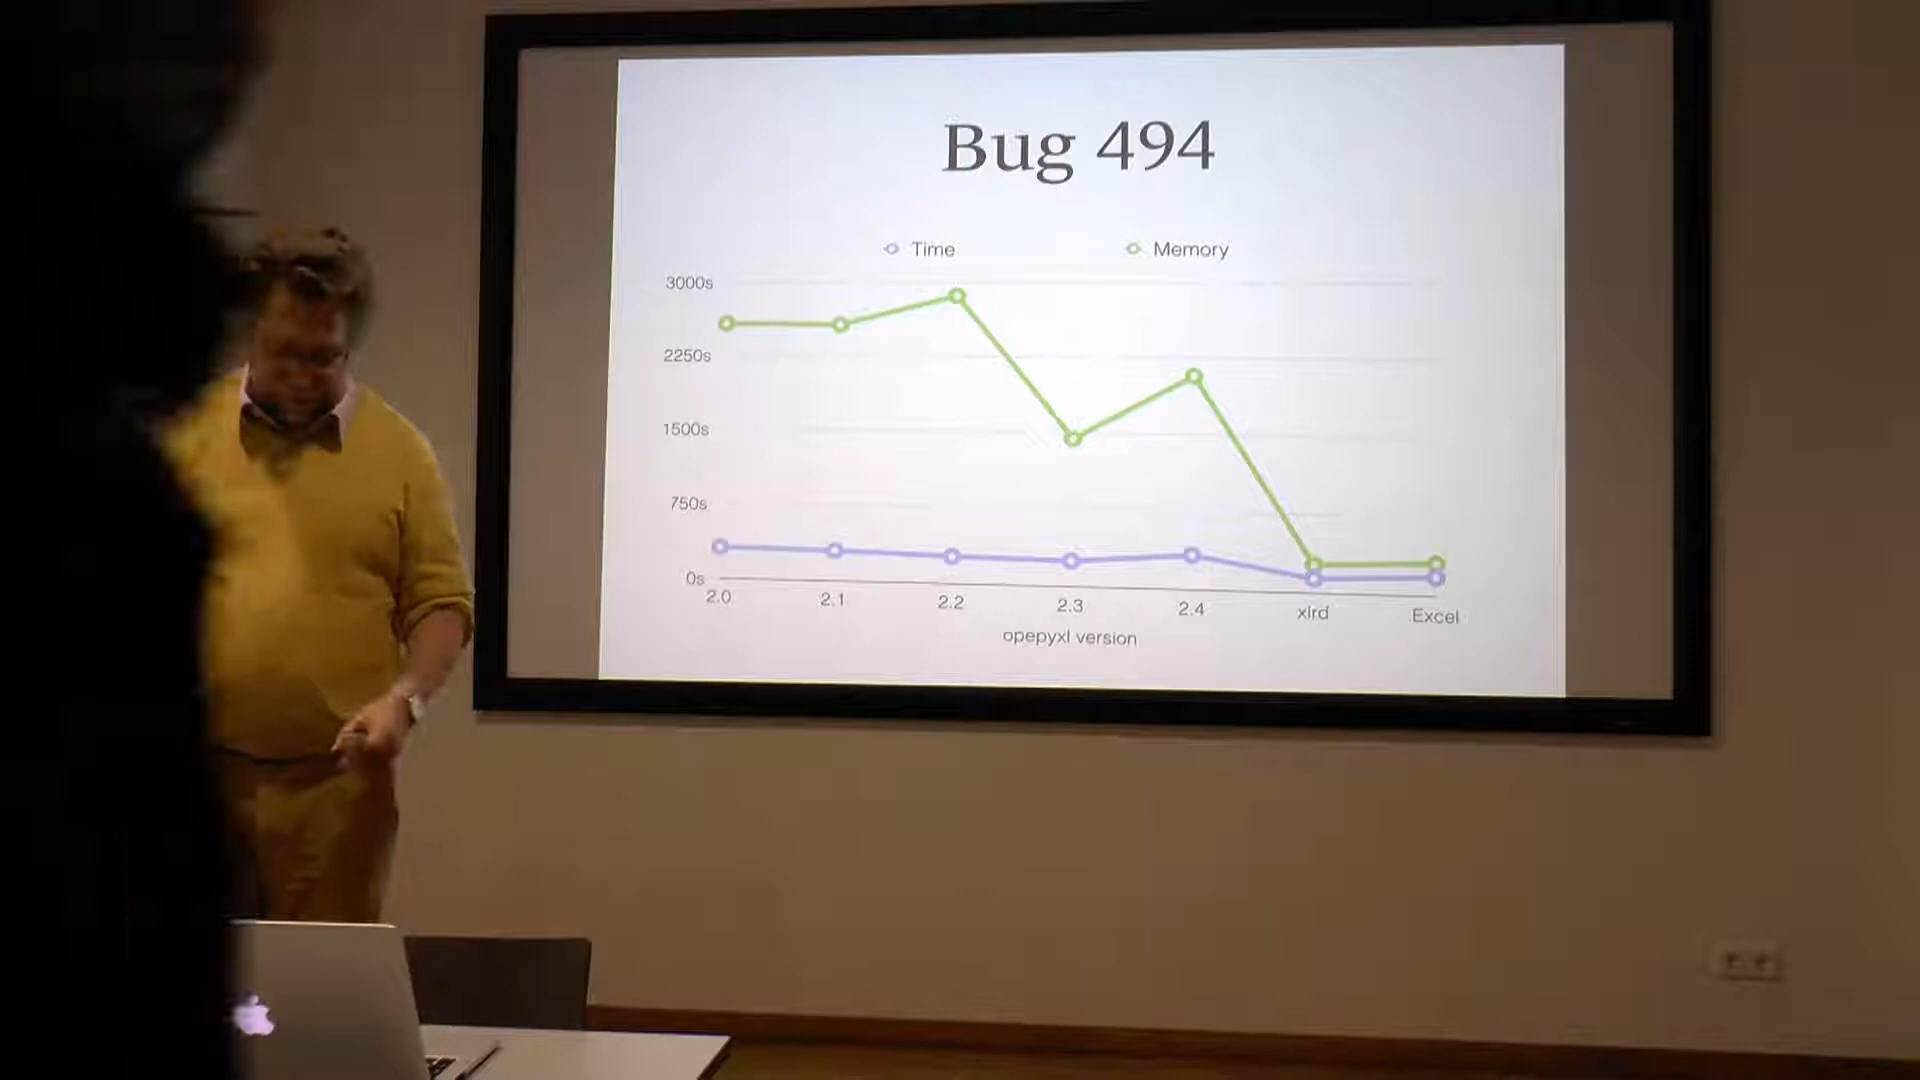 Bug 494
Time Memory
3000s
2250s
1500s
750s
0s
2.0 2.1 2.2 2.3 2.4 xlrd Excel
opepyxl version